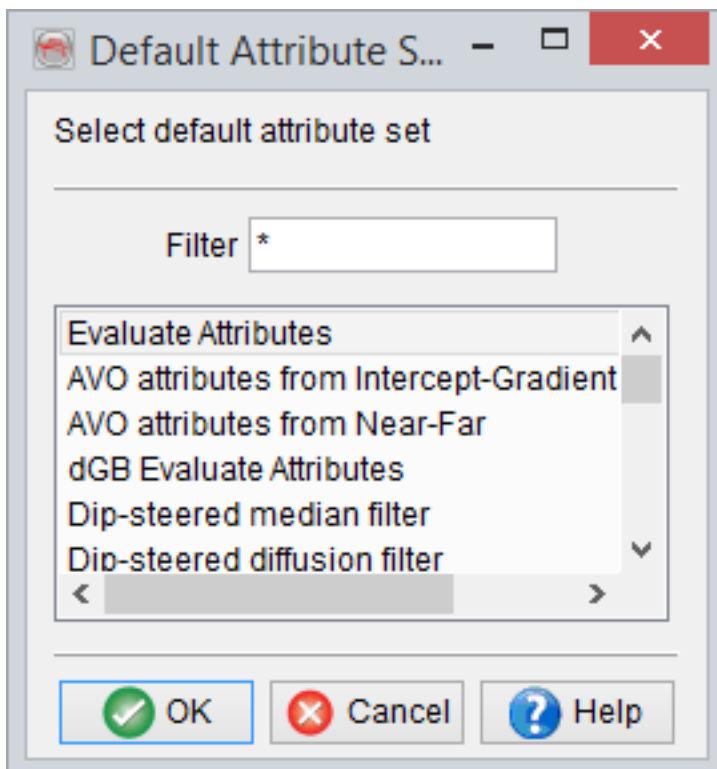 Default Attribute S...
Select default attribute set
Filter *
Evaluate Attributes
AVO attributes from Intercept-Gradient
AVO attributes from Near-Far
dGB Evaluate Attributes
Dip-steered median filter
Dip-steered diffusion filter
OK Cancel Help